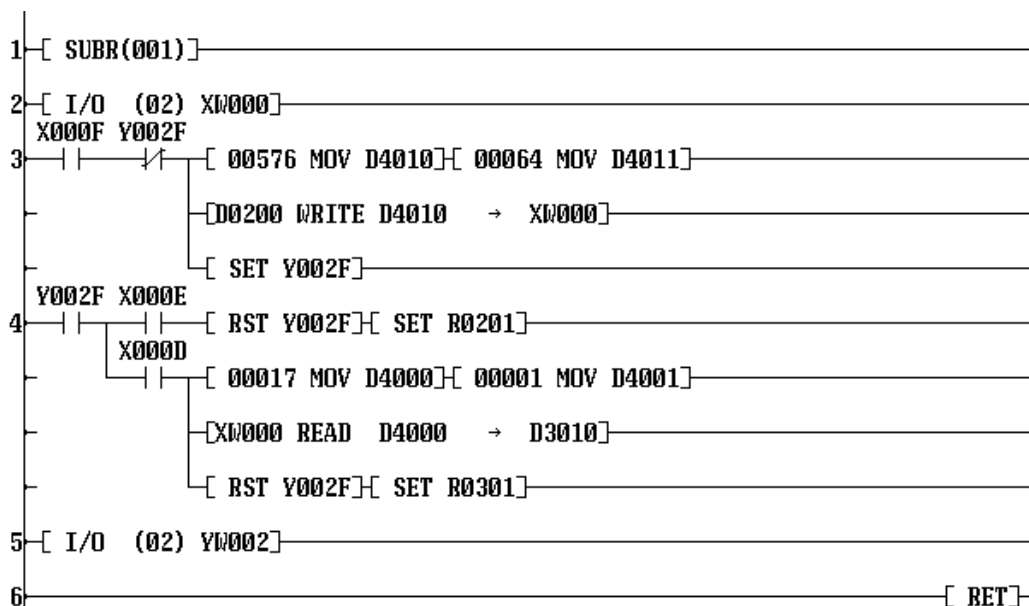 1 [ SUBR(001)]
2 [ I/O (02) XW000]
X000F Y002F
3 [ 00576 MOV D4010][ 00064 MOV D4011]
[D0200 WRITE D4010 → XW000]
[ SET Y002F]
Y002F X000E
4 [ RST Y002F][ SET R0201]
X000D
[ 00017 MOV D4000][ 00001 MOV D4001]
[XW000 READ D4000 → D3010]
[ RST Y002F][ SET R0301]
5 [ I/O (02) YW002]
6 [ RET]